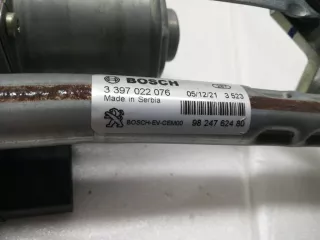 BOSCH
3 397 022 076 05/12/21 3 523
Made in Serbia
BOSCH-EV-CEM00
98 247 624 80